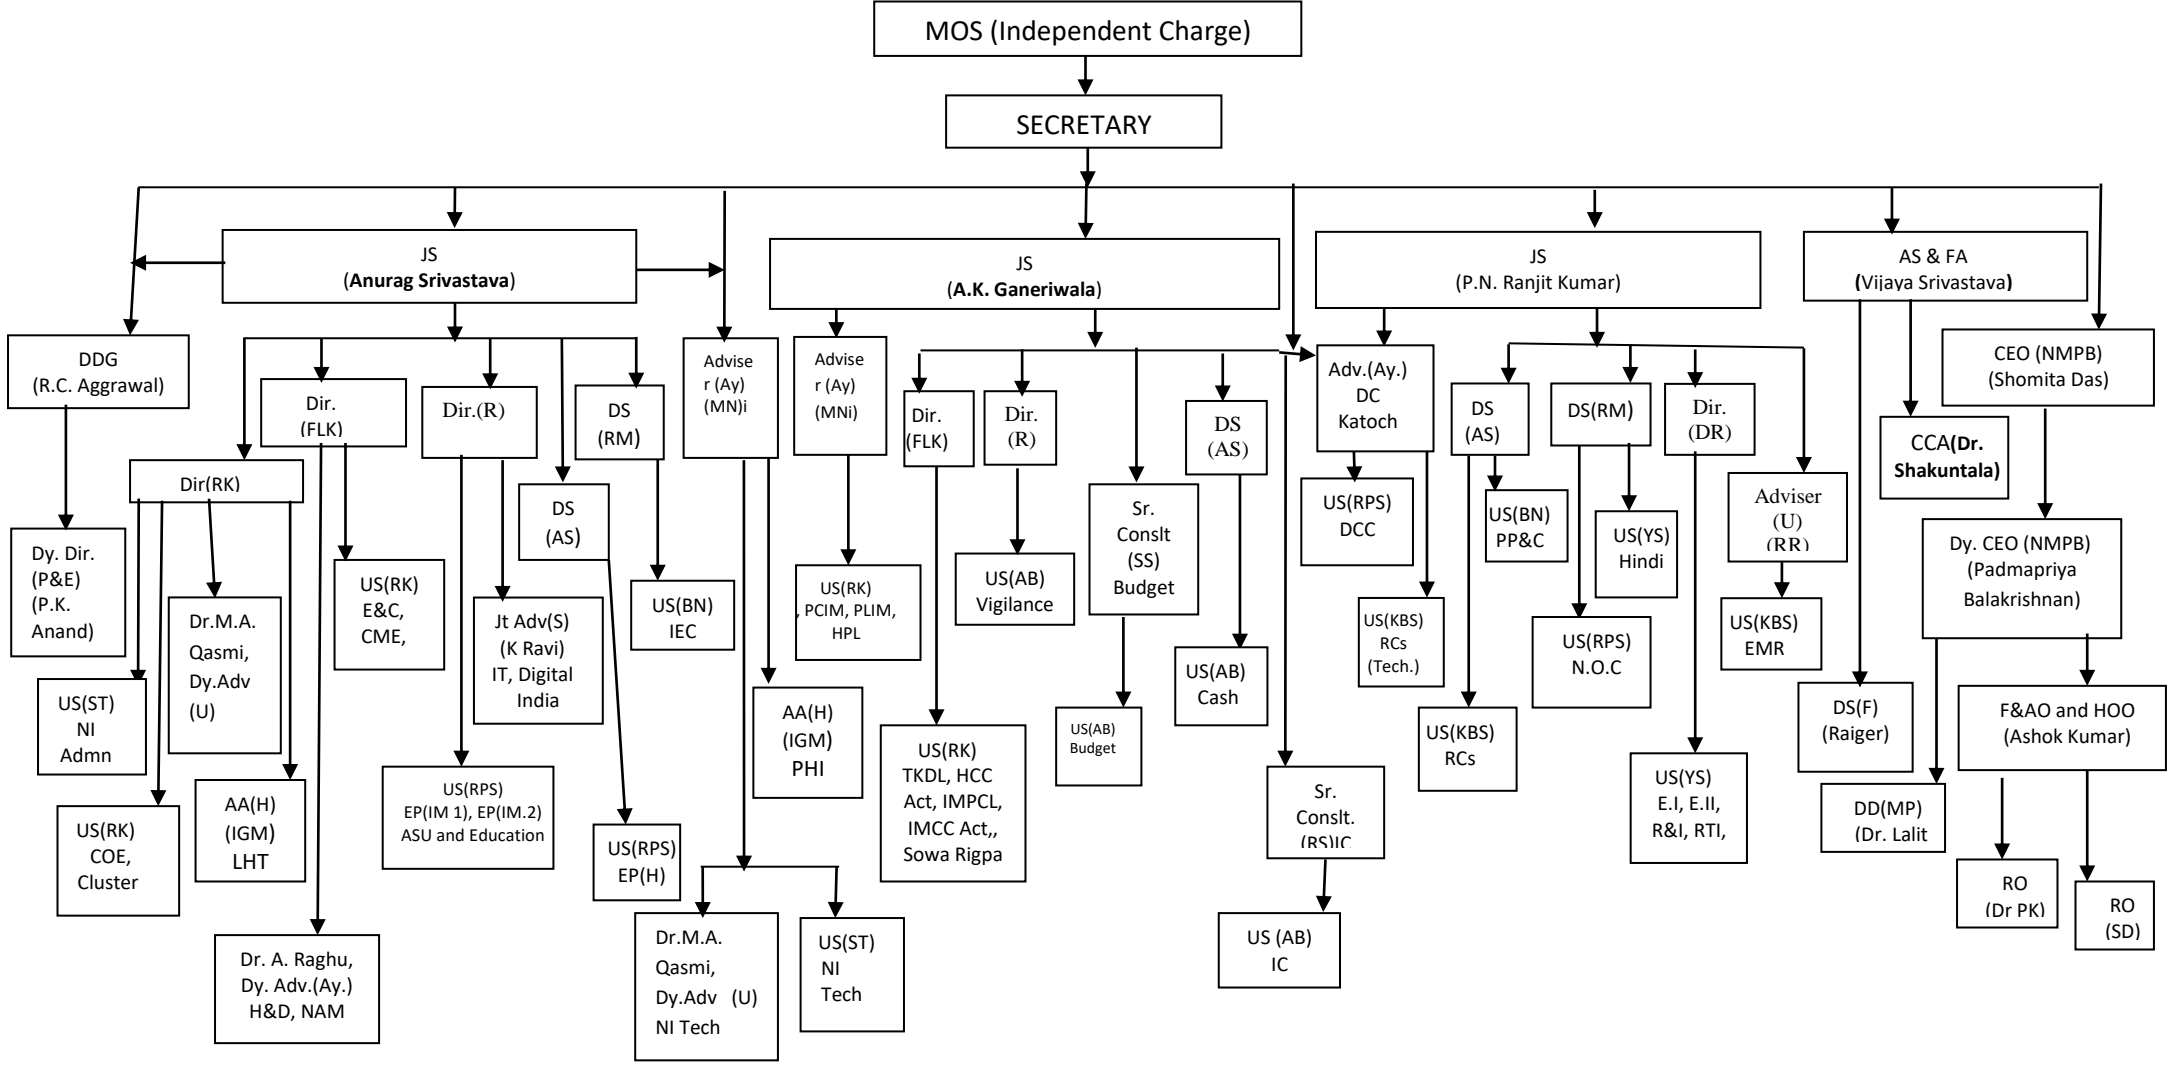 MOS (Independent Charge)
SECRETARY
JS
(Anurag Srivastava)
JS
(A.K. Ganeriwala)
JS
(P.N. Ranjit Kumar)
AS & FA
(Vijaya Srivastava)
DDG
(R.C. Aggrawal)
Dir.
(FLK)
Dir.(R)
DS
(RM)
Advise
r (Ay)
(MN)i
Advise
r (Ay)
(MNi)
Dir.
(FLK)
Dir.
(R)
DS
(AS)
Adv.(Ay.)
DC
Katoch
DS
(AS)
DS(RM)
Dir.
(DR)
CEO (NMPB)
(Shomita Das)
CCA(Dr.
Shakuntala)
Dir(RK)
DS
(AS)
Sr.
Conslt
(SS)
Budget
US(RPS)
DCC
US(BN)
PP&C
US(YS)
Hindi
Adviser
(U)
(RR)
Dy. CEO (NMPB)
(Padmapriya
Balakrishnan)
Dy. Dir.
(P&E)
(P.K.
Anand)
Dr.M.A.
Qasmi,
Dy.Adv
(U)
US(RK)
E&C,
CME,
Jt Adv(S)
(K Ravi)
IT, Digital
India
US(BN)
IEC
US(RK)
, PCIM, PLIM,
HPL
US(AB)
Vigilance
US(AB)
Cash
US(KBS)
RCs
(Tech.)
US(RPS)
N.O.C
US(KBS)
EMR
US(ST)
NI
Admn
AA(H)
(IGM)
PHI
US(AB)
Budget
US(KBS)
RCs
DS(F)
(Raiger)
F&AO and HOO
(Ashok Kumar)
US(RK)
COE,
Cluster
AA(H)
(IGM)
LHT
US(RPS)
EP(IM 1), EP(IM.2)
ASU and Education
US(RPS)
EP(H)
US(RK)
TKDL, HCC
Act, IMPCL,
IMCC Act,,
Sowa Rigpa
Sr.
Conslt.
(RS)IC
US(YS)
E.I, E.II,
R&I, RTI,
DD(MP)
(Dr. Lalit
RO
(Dr PK)
RO
(SD)
Dr. A. Raghu,
Dy. Adv.(Ay.)
H&D, NAM
Dr.M.A.
Qasmi,
Dy.Adv (U)
NI Tech
US(ST)
NI
Tech
US (AB)
IC